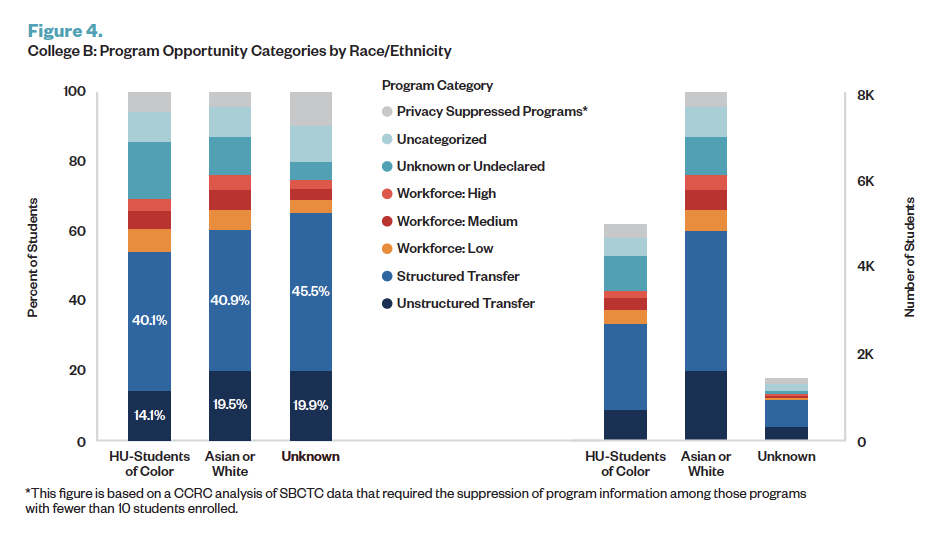 Figure 4.
College B: Program Opportunity Categories by Race/Ethnicity
Percent of Students
100
80
60
40
20
0
40.1%
14.1%
40.9%
19.5%
45.5%
19.9%
HU-Students
of Color
Asian or
White
Unknown
Program Category
Privacy Suppressed Programs*
Uncategorized
Unknown or Undeclared
Workforce: High
Workforce: Medium
Workforce: Low
Structured Transfer
Unstructured Transfer
8K
6K
4K
2K
0
Number of Students
HU-Students
of Color
Asian or
White
Unknown
*This figure is based on a CCRC analysis of SBCTC data that required the suppression of program information among those programs
with fewer than 10 students enrolled.